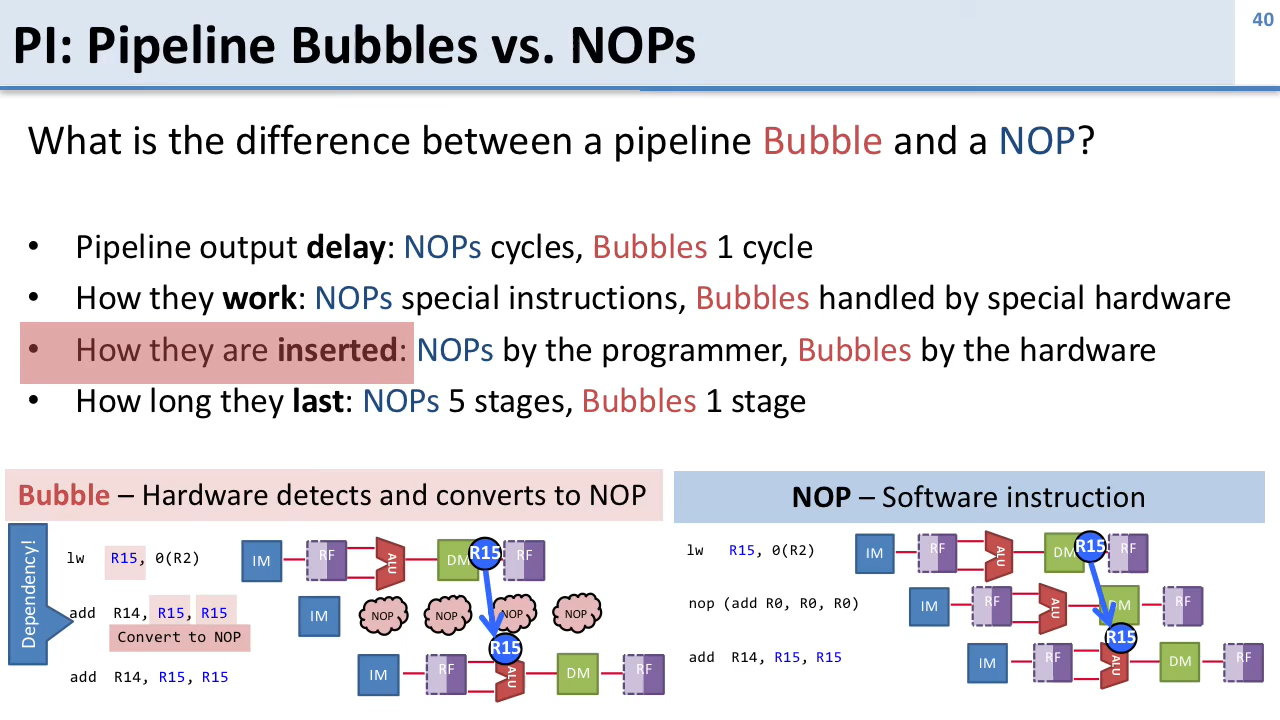 PI: Pipeline Bubbles vs. NOPs
40
What is the difference between a pipeline Bubble and a NOP?
• Pipeline output delay: NOPs cycles, Bubbles 1 cycle
• How they work: NOPs special instructions, Bubbles handled by special hardware
• How they are inserted: NOPs by the programmer, Bubbles by the hardware
• How long they last: NOPs 5 stages, Bubbles 1 stage
Bubble – Hardware detects and converts to NOP
Dependency!
lw R15, 0(R2)
IM RF ALU DM R15 RF
add R14, R15, R15
Convert to NOP
IM NOP NOP NOP NOP
R15
add R14, R15, R15
IM RF ALU DM RF
NOP – Software instruction
lw R15, 0(R2)
IM RF ALU DM R15 RF
nop (add R0, R0, R0)
IM RF ALU DM RF
R15
add R14, R15, R15
IM RF ALU DM RF